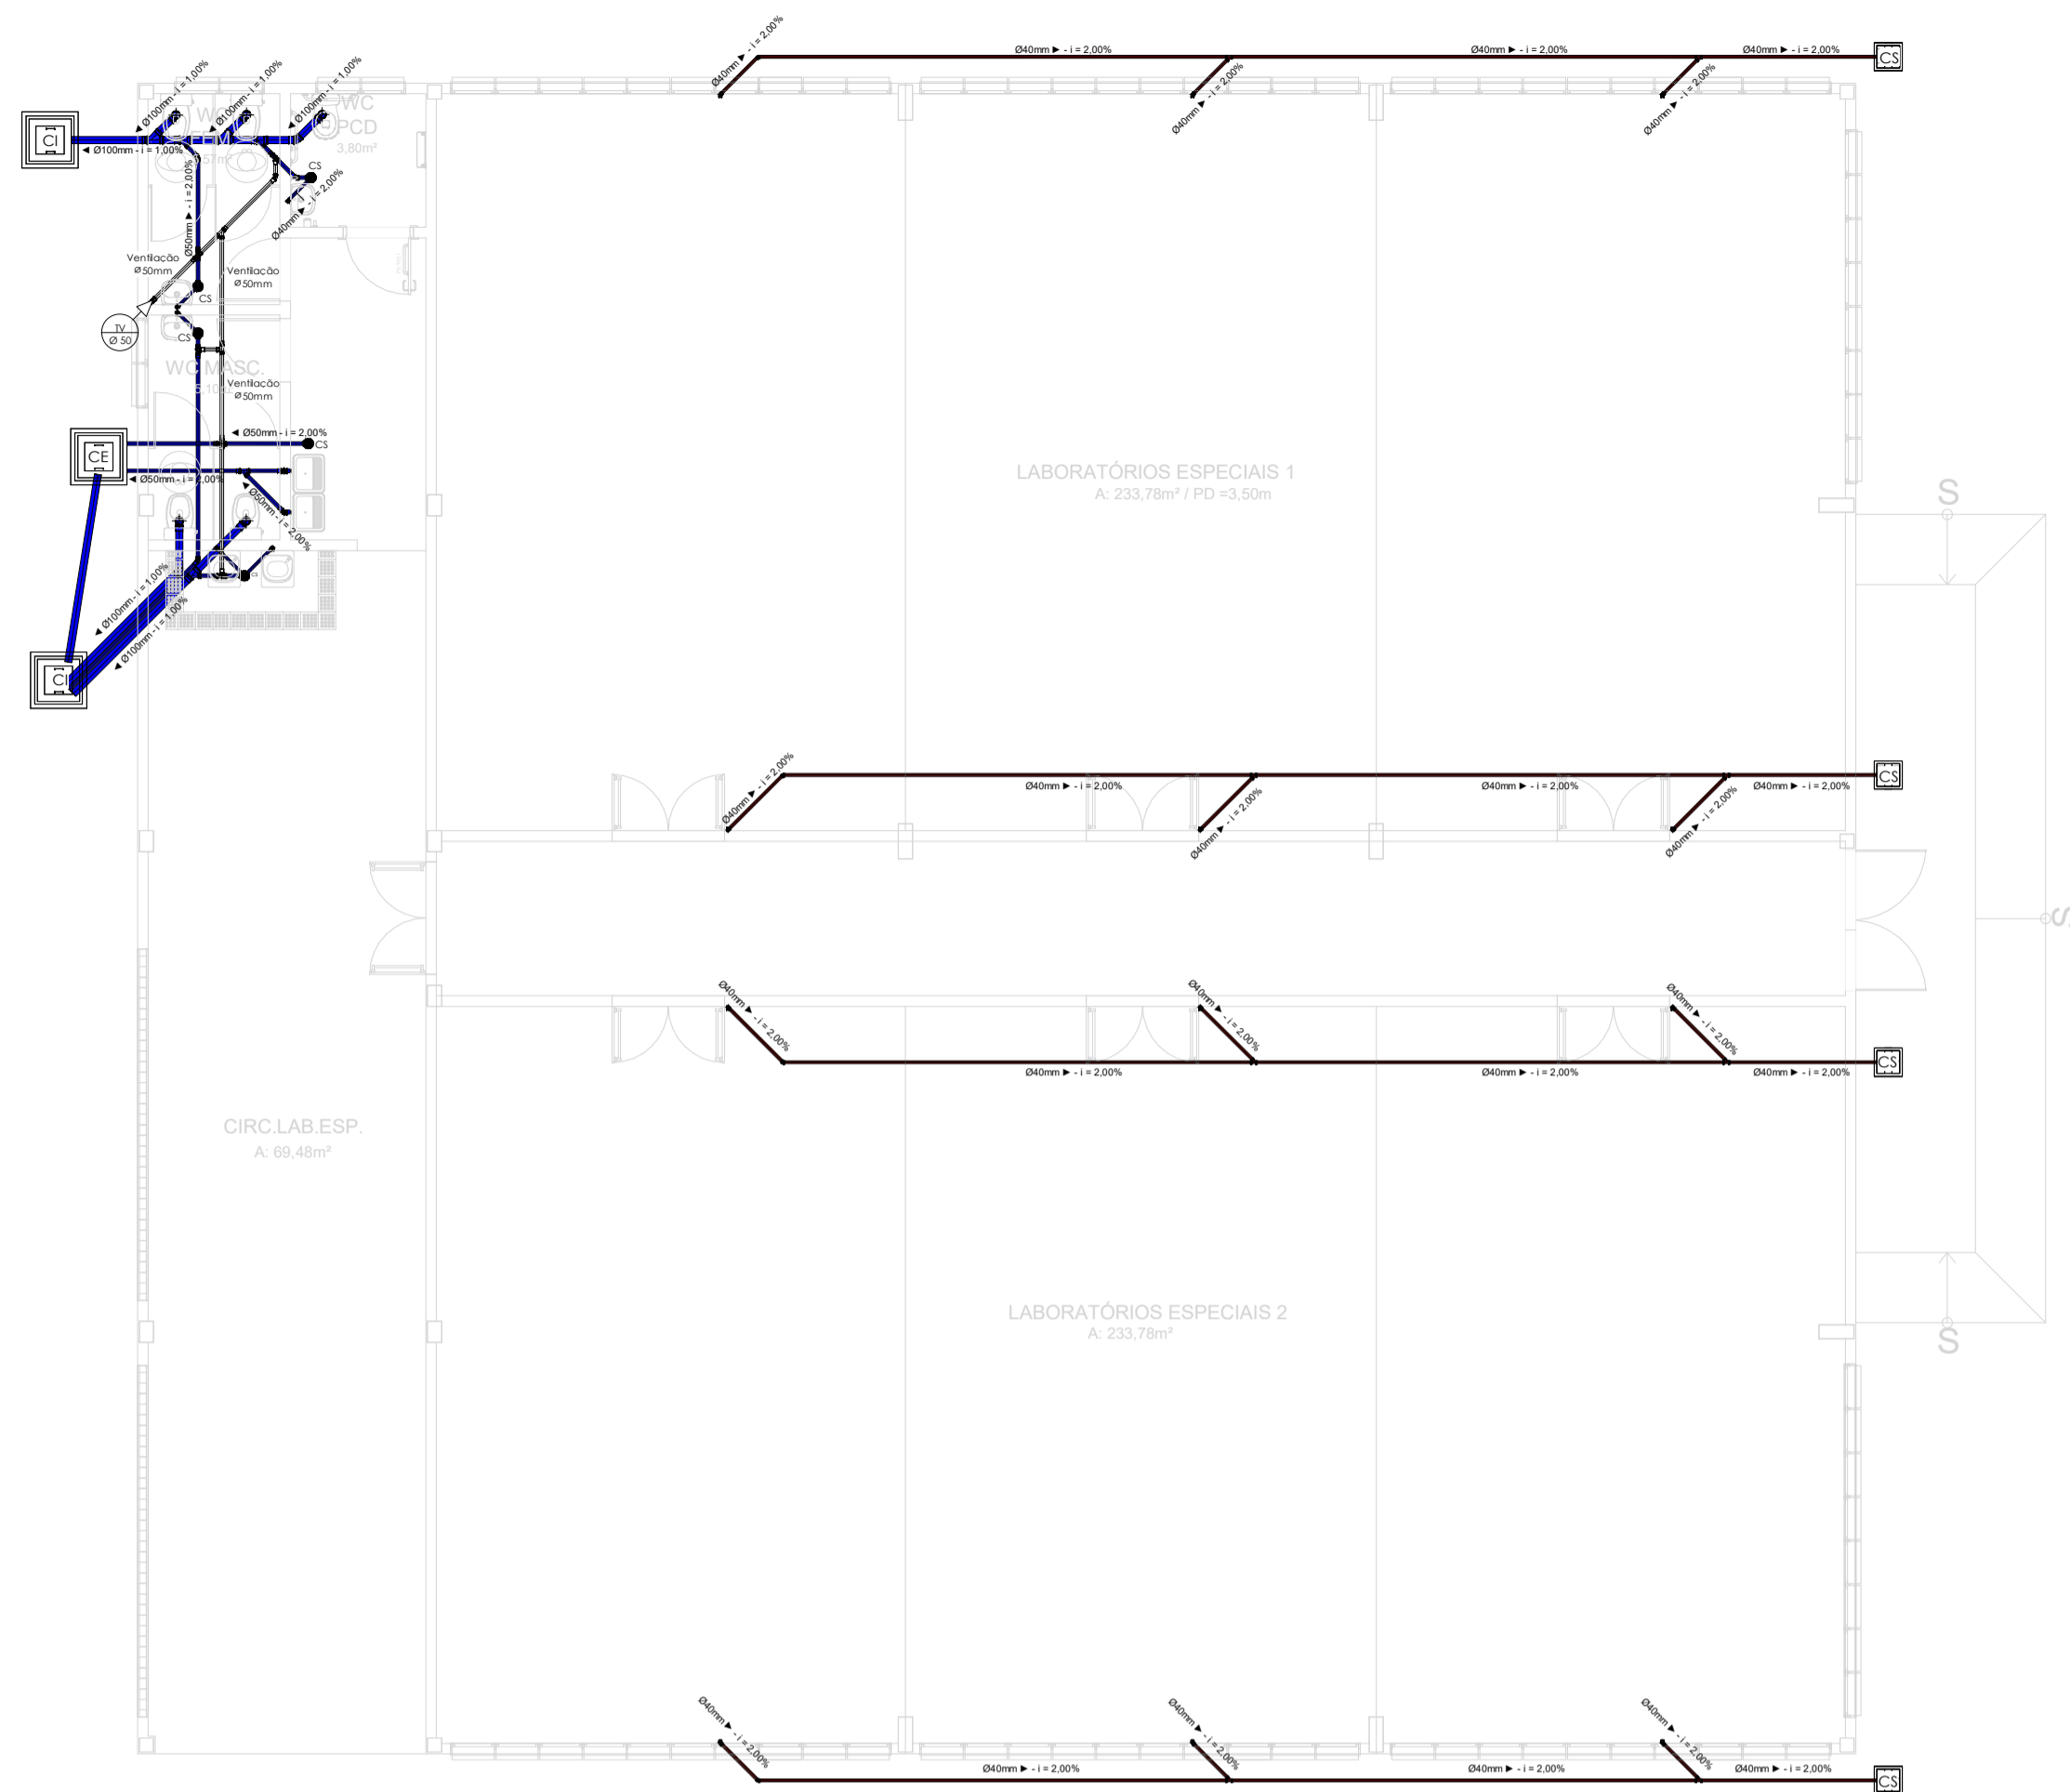 Ø40mm ► - i = 2,00%
Ø40mm ► - i = 2,00%
Ø40mm ► - i = 2,00%
Ø40mm ► - i = 2,00%
CS
Ø40mm ► - i = 2,00%
Ø40mm ► - i = 2,00%
◄ Ø100mm - i = 1,00%
◄ Ø100mm - i = 1,00%
◄ Ø100mm - i = 1,00%
WC
PCD
3,80m²
CI
◄ Ø100mm - i = 1,00%
CS
Ø50mm ► - i = 2,00%
Ø40mm ► - i = 2,00%
Ventilação
Ø50mm
Ventilação
Ø50mm
CS
TV
Ø 50
CS
WC MASC.
Ventilação
Ø50mm
◄ Ø50mm - i = 2,00%
CS
CE
◄ Ø50mm - i = 2,00%
◄ Ø50mm - i = 2,00%
LABORATÓRIOS ESPECIAIS 1
A: 233,78m² / PD =3,50m
S
◄ Ø100mm - i = 1,00%
◄ Ø100mm - i = 1,00%
CI
Ø40mm ► - i = 2,00%
Ø40mm ► - i = 2,00%
Ø40mm ► - i = 2,00%
Ø40mm ► - i = 2,00%
CS
Ø40mm ► - i = 2,00%
Ø40mm ► - i = 2,00%
S
Ø40mm ► - i = 2,00%
Ø40mm ► - i = 2,00%
Ø40mm ► - i = 2,00%
Ø40mm ► - i = 2,00%
Ø40mm ► - i = 2,00%
Ø40mm ► - i = 2,00%
CS
CIRC.LAB.ESP.
A: 69,48m²
LABORATÓRIOS ESPECIAIS 2
A: 233,78m²
S
Ø40mm ► - i = 2,00%
Ø40mm ► - i = 2,00%
Ø40mm ► - i = 2,00%
Ø40mm ► - i = 2,00%
Ø40mm ► - i = 2,00%
Ø40mm ► - i = 2,00%
CS